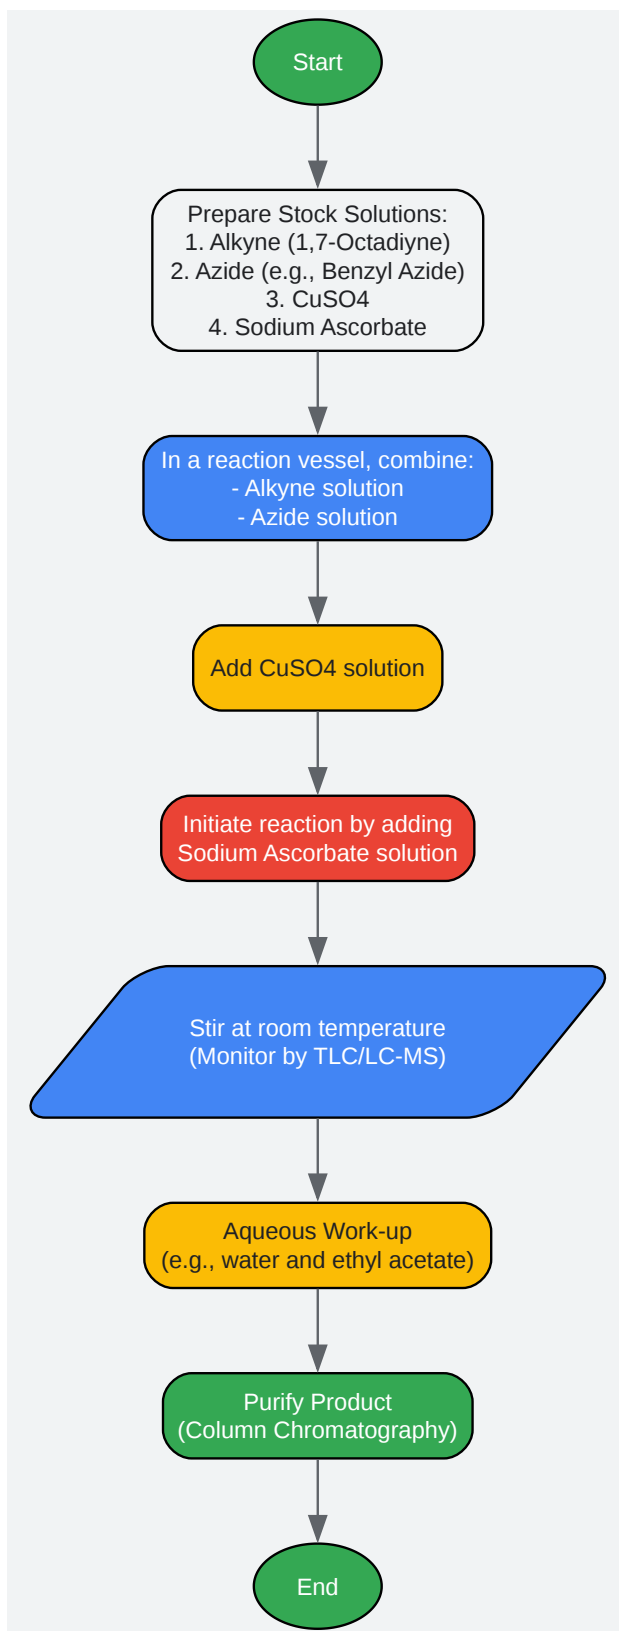 Start
Prepare Stock Solutions:
1. Alkyne (1,7-Octadiyne)
2. Azide (e.g., Benzyl Azide)
3. CuSO4
4. Sodium Ascorbate
In a reaction vessel, combine:
- Alkyne solution
- Azide solution
Add CuSO4 solution
Initiate reaction by adding
Sodium Ascorbate solution
Stir at room temperature
(Monitor by TLC/LC-MS)
Aqueous Work-up
(e.g., water and ethyl acetate)
Purify Product
(Column Chromatography)
End